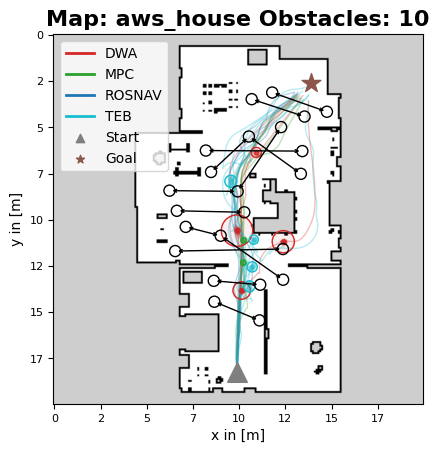 Map: aws_house Obstacles: 10
DWA
MPC
ROSNAV
TEB
Start
Goal
y in [m]
0
2
5
7
10
12
15
17
0
2
5
7
10
12
15
17
x in [m]